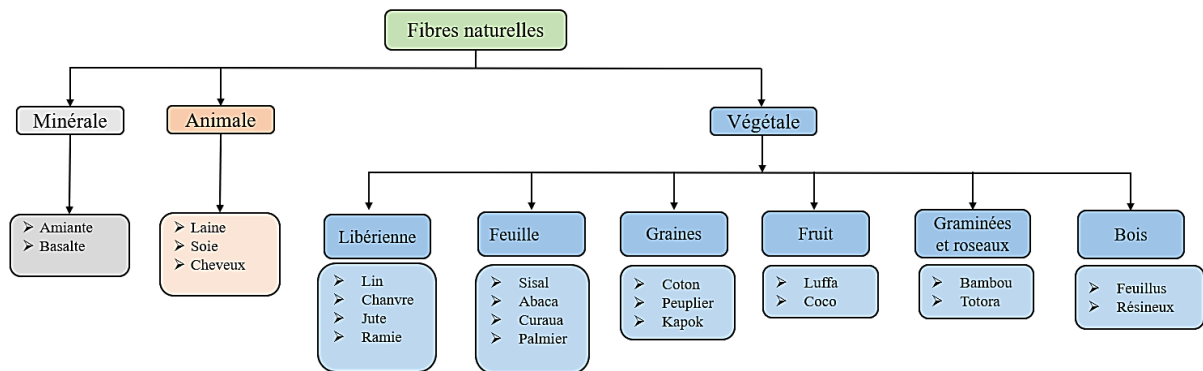 Fibres naturelles
Minérale
Animale
Végétale
Amiante
Basalte
Laine
Soie
Cheveux
Libérienne
Feuille
Graines
Fruit
Graminées
et roseaux
Bois
Lin
Chanvre
Jute
Ramie
Sisal
Abaca
Curaua
Palmier
Coton
Peuplier
Kapok
Luffa
Coco
Bambou
Totora
Feuillus
Résineux